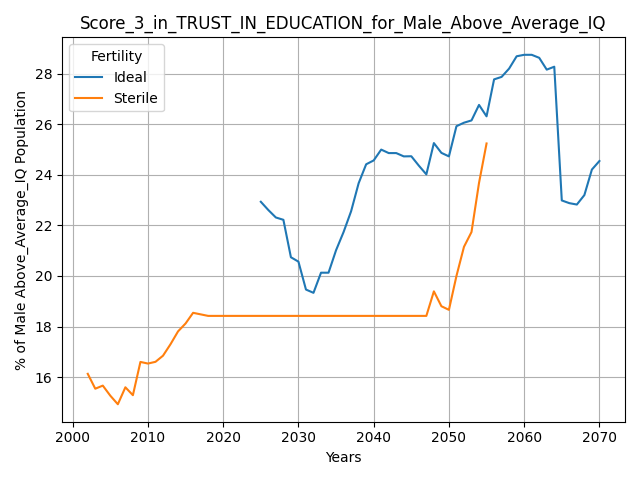 Score_3_in_TRUST_IN_EDUCATION_for_Male_Above_Average_IQ
Fertility
Ideal
Sterile
% of Male Above_Average_IQ Population
28
26
24
22
20
18
16
2000
2010
2020
2030
2040
2050
2060
2070
Years